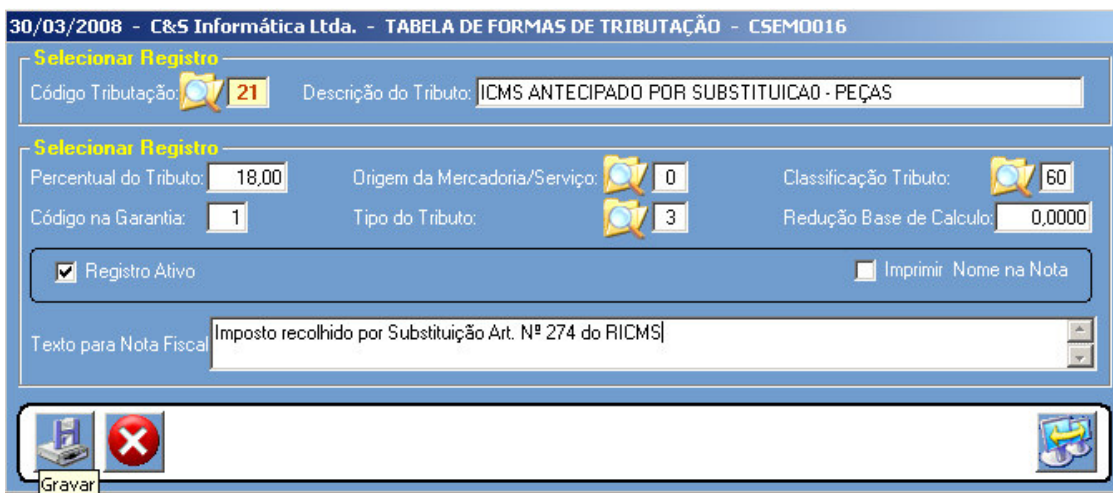 30/03/2008 - C&S Informática Ltda. - TABELA DE FORMAS DE TRIBUTAÇÃO - CSEMO016
Selecionar Registro
Código Tributação: 21 Descrição do Tributo: ICMS ANTECIPADO POR SUBSTITUICA0 - PEÇAS
Selecionar Registro
Percentual do Tributo: 18,00 Origem da Mercadoria/Serviço: 0 Classificação Tributo: 60
Código na Garantia: 1 Tipo do Tributo: 3 Redução Base de Calculo: 0,0000
Registro Ativo Imprimir Nome na Nota
Texto para Nota Fiscal Imposto recolhido por Substituição Art. Nº 274 do RICMS
Gravar